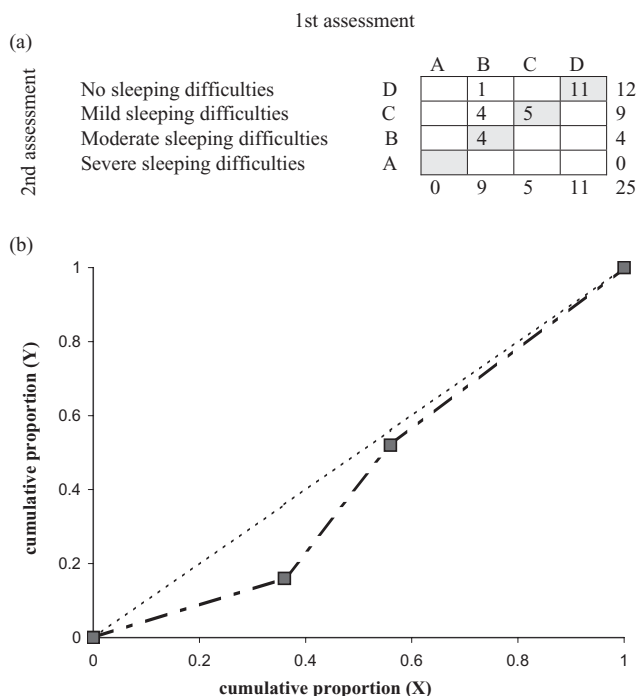 1st assessment
(a)
2nd assessment
A B C D
No sleeping difficulties D 1 11 12
Mild sleeping difficulties C 4 5 9
Moderate sleeping difficulties B 4 4
Severe sleeping difficulties A 0
0 9 5 11 25
(b)
1
0.8
0.6
0.4
0.2
0
cumulative proportion (Y)
0 0.2 0.4 0.6 0.8 1
cumulative proportion (X)